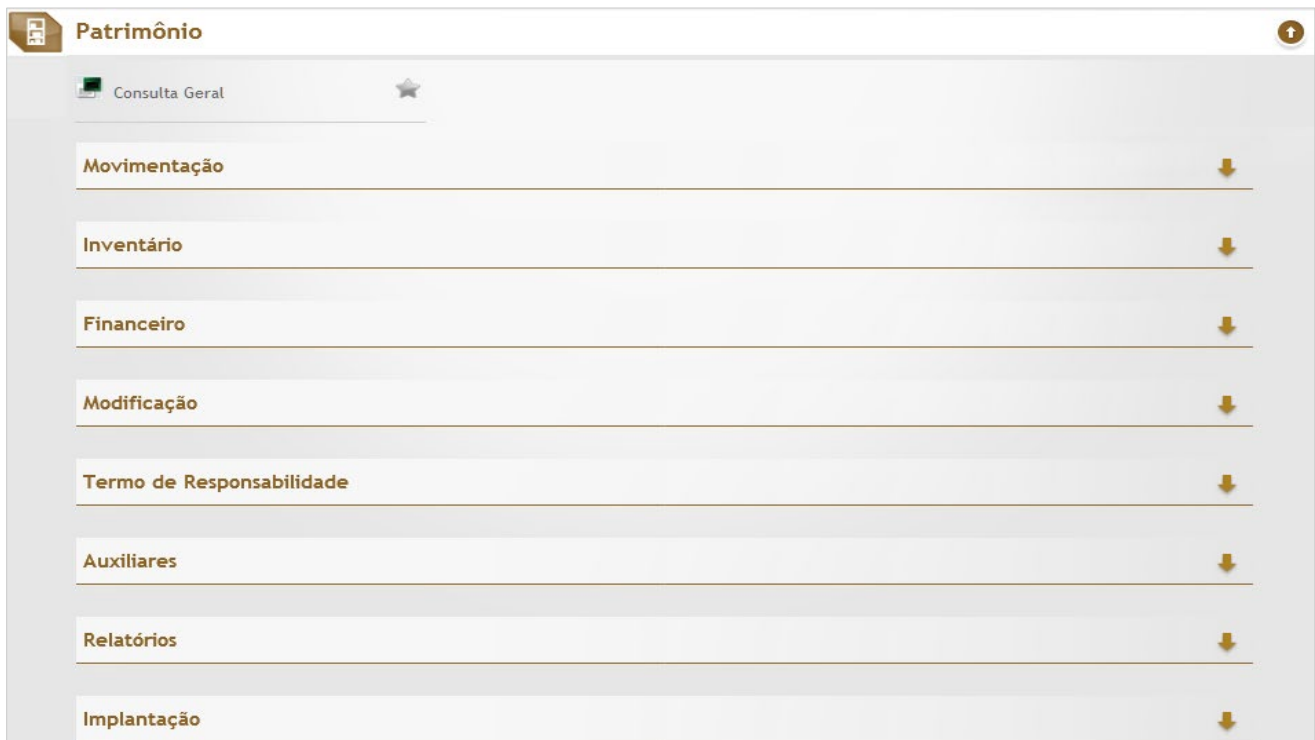 Patrimônio
Consulta Geral
Movimentação
Inventário
Financeiro
Modificação
Termo de Responsabilidade
Auxiliares
Relatórios
Implantação